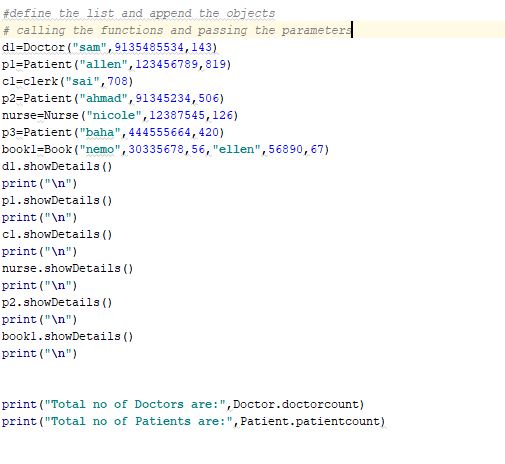 #define the list and append the objects
# calling the functions and passing the parameters
d1=Doctor("sam",9135485534,143)
p1=Patient("allen",123456789,819)
c1=clerk("sai",708)
p2=Patient("ahmad",91345234,506)
nurse=Nurse("nicole",12387545,126)
p3=Patient("baha",444555664,420)
book1=Book("nemo",30335678,56,"ellen",56890,67)
d1.showDetails()
print("\n")
p1.showDetails()
print("\n")
c1.showDetails()
print("\n")
nurse.showDetails()
print("\n")
p2.showDetails()
print("\n")
book1.showDetails()
print("\n")
print("Total no of Doctors are:",Doctor.doctorcount)
print("Total no of Patients are:",Patient.patientcount)